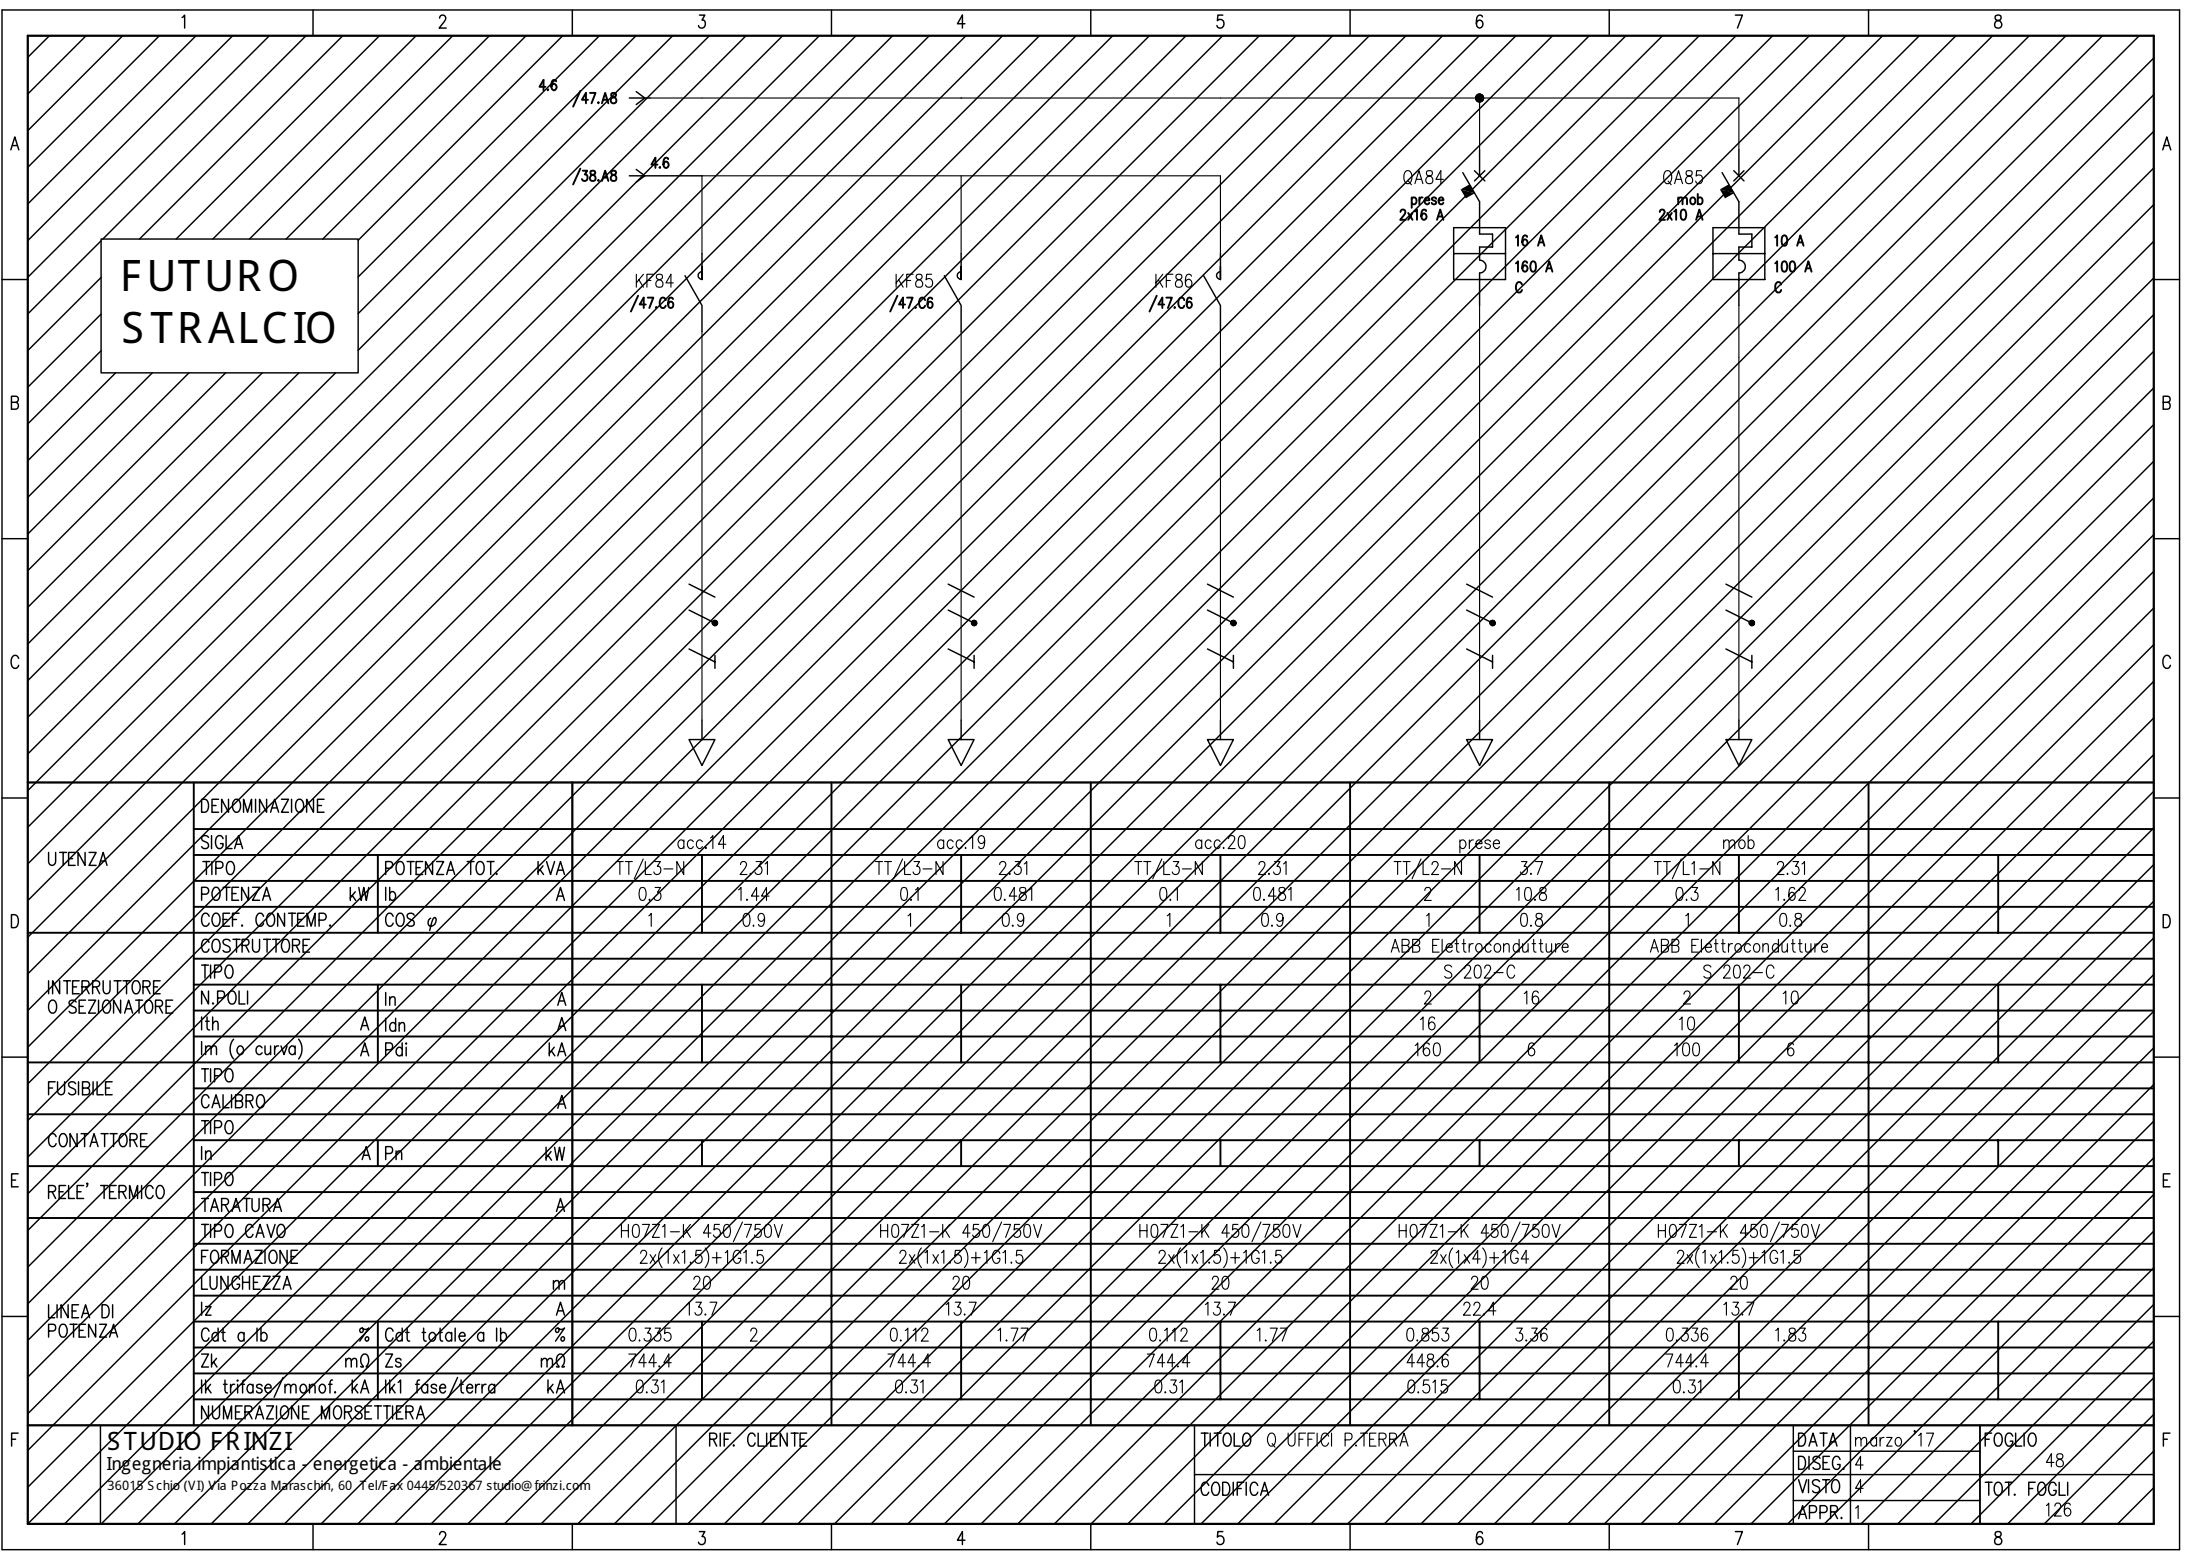 1 2 3 4 5 6 7 8
4.6
/47.A8
A A
4.6
/38.A8
QA84 QA85
prese mob
2x16 A 2x10 A
16 A 10 A
FUTURO
STRALCIO
160 A 100 A
C C
KF84 KF85 KF86
/47.C6 /47.C6 /47.C6
B B
C C
UTENZA
DENOMINAZIONE
SIGLA acc.14 acc.19 acc.20 prese mob
TIPO POTENZA TOT. kVA TT/L3-N 2.31 TT/L3-N 2.31 TT/L3-N 2.31 TT/L2-N 3.7 TT/L1-N 2.31
POTENZA kW Ib A 0.3 1.44 0.1 0.481 0.1 0.481 2 10.8 0.3 1.62
COEF. CONTEMP. COS φ 1 0.9 1 0.9 1 0.9 1 0.8 1 0.8
D D
INTERRUTTORE
O SEZIONATORE
COSTRUTTORE ABB Elettrocondutture ABB Elettrocondutture
TIPO S 202-C S 202-C
N.POLI In A 2 16 2 10
Ith A Idn A 16 10
Im (o curva) A Pdi kA 160 6 100 6
FUSIBILE
TIPO
CALIBRO A
CONTATTORE
TIPO
In A Pn kW
E E
RELE' TERMICO
TIPO
TARATURA A
LINEA DI
POTENZA
TIPO CAVO H07Z1-K 450/750V H07Z1-K 450/750V H07Z1-K 450/750V H07Z1-K 450/750V H07Z1-K 450/750V
FORMAZIONE 2x(1x1.5)+1G1.5 2x(1x1.5)+1G1.5 2x(1x1.5)+1G1.5 2x(1x4)+1G4 2x(1x1.5)+1G1.5
LUNGHEZZA m 20 20 20 20 20
Iz A 13.7 13.7 13.7 22.4 13.7
Cdt a Ib % Cdt totale a Ib % 0.335 2 0.112 1.77 0.112 1.77 0.853 3.36 0.336 1.83
Zk mΩ Zs mΩ 744.4 744.4 744.4 448.6 744.4
Ik trifase/monof. kA Ik1 fase/terra kA 0.31 0.31 0.31 0.515 0.31
NUMERAZIONE MORSETTIERA
F F
STUDIO FRINZI
Ingegneria impiantistica - energetica - ambientale
36015 Schio (VI) Via Pozza Maraschin, 60 Tel/Fax 0445/520367 studio@frinzi.com
RIF. CLIENTE
TITOLO Q UFFICI P.TERRA
CODIFICA
DATA marzo '17
DISEG. 4
VISTO 4
APPR. 1
FOGLIO
48
TOT. FOGLI
126
1 2 3 4 5 6 7 8